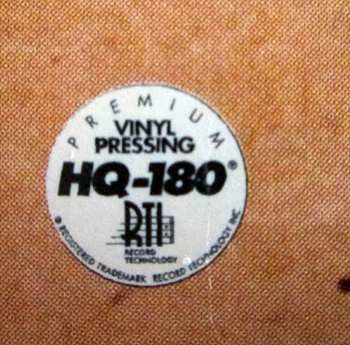 PREMIUM
VINYL
PRESSING
HQ-180®
RTI
RECORD
TECHNOLOGY
® REGISTERED TRADEMARK RECORD TECHNOLOGY INC